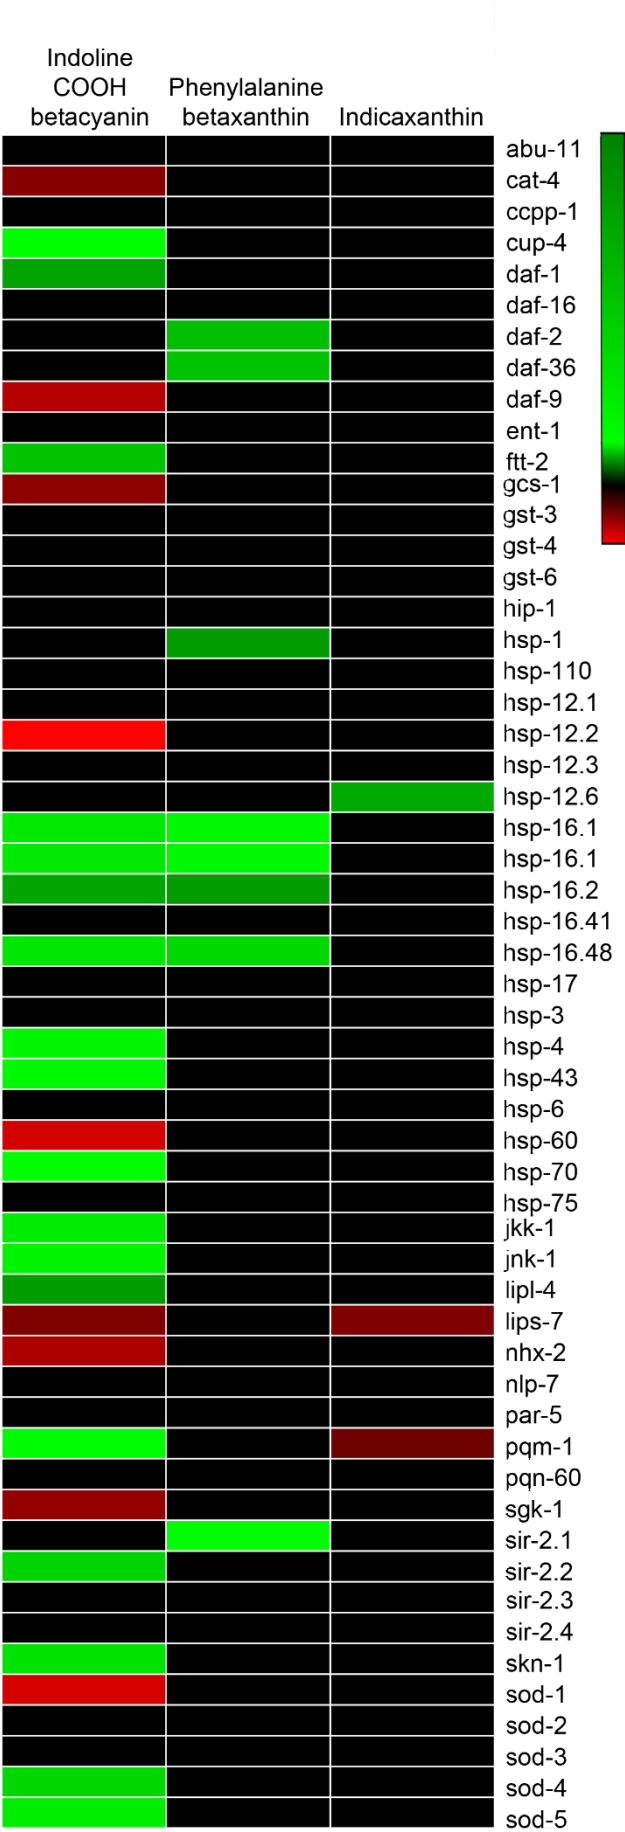 Indoline
COOH
betacyanin
Phenylalanine
betaxanthin
Indicaxanthin
abu-11
cat-4
ccpp-1
cup-4
daf-1
daf-16
daf-2
daf-36
daf-9
ent-1
ftt-2
gcs-1
gst-3
gst-4
gst-6
hip-1
hsp-1
hsp-110
hsp-12.1
hsp-12.2
hsp-12.3
hsp-12.6
hsp-16.1
hsp-16.1
hsp-16.2
hsp-16.41
hsp-16.48
hsp-17
hsp-3
hsp-4
hsp-43
hsp-6
hsp-60
hsp-70
hsp-75
jkk-1
jnk-1
lipl-4
lips-7
nhx-2
nlp-7
par-5
pqm-1
pqn-60
sgk-1
sir-2.1
sir-2.2
sir-2.3
sir-2.4
skn-1
sod-1
sod-2
sod-3
sod-4
sod-5